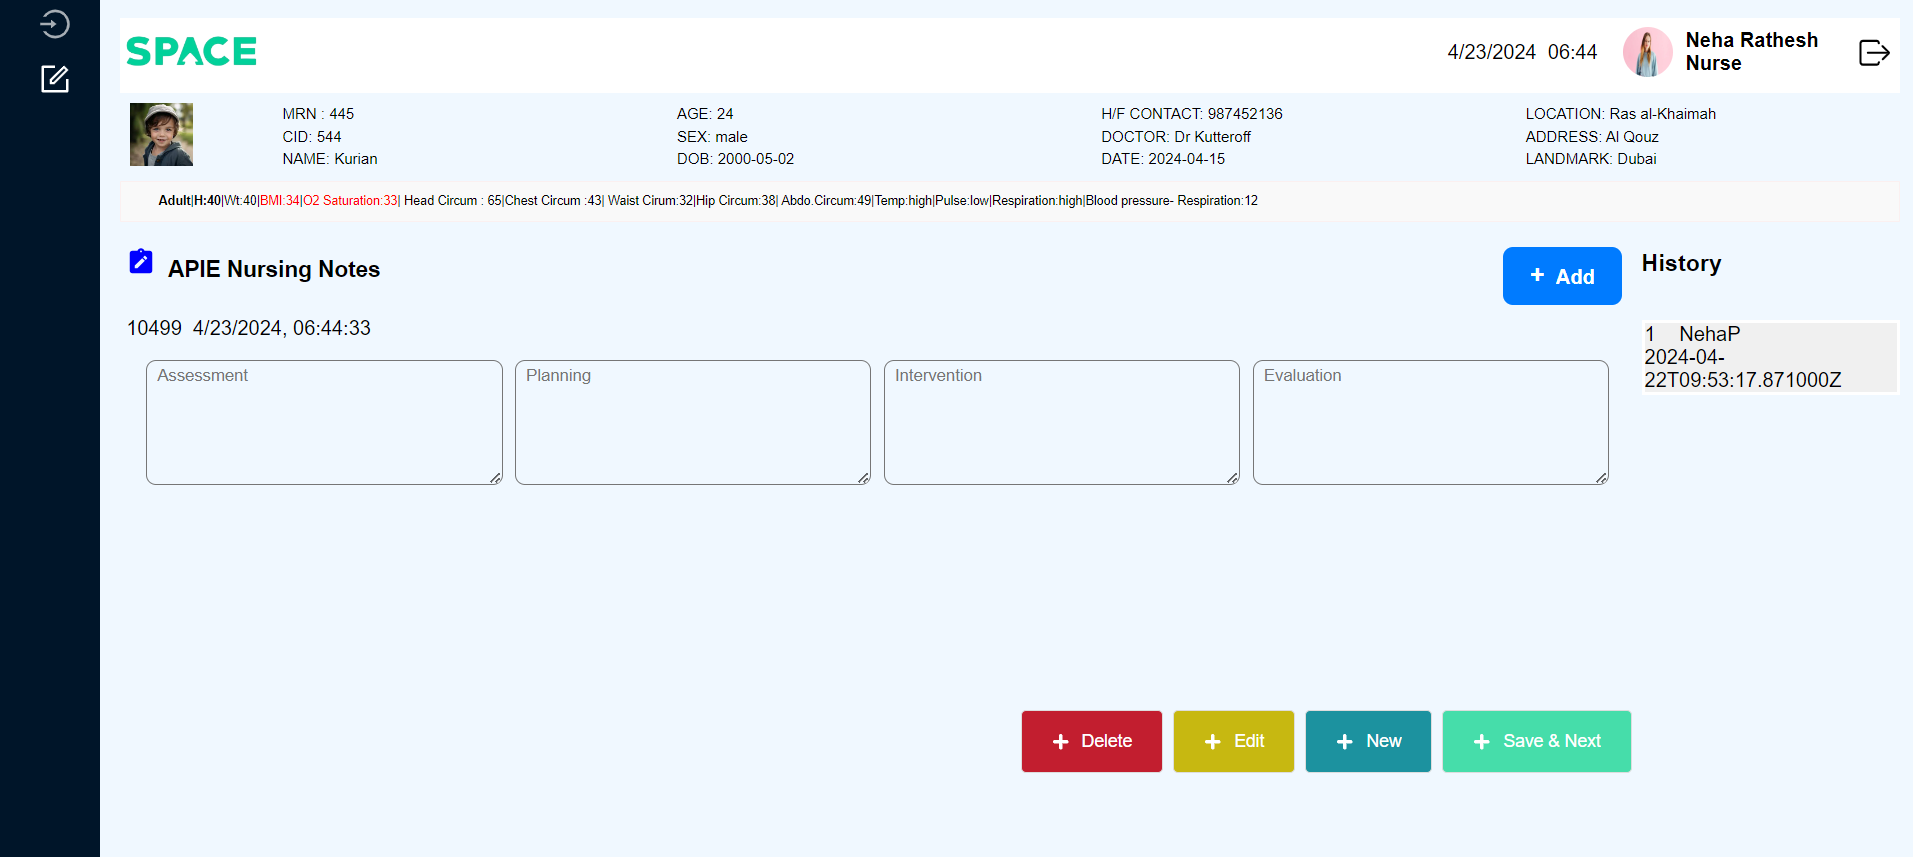 SPACE
4/23/2024 06:44
Neha Rathesh
Nurse
MRN : 445
CID: 544
NAME: Kurian
AGE: 24
SEX: male
DOB: 2000-05-02
H/F CONTACT: 987452136
DOCTOR: Dr Kutteroff
DATE: 2024-04-15
LOCATION: Ras al-Khaimah
ADDRESS: Al Qouz
LANDMARK: Dubai
Adult|H:40|Wt:40|BMI:34|O2 Saturation:33| Head Circum : 65|Chest Circum :43| Waist Cirum:32|Hip Circum:38| Abdo.Circum:49|Temp:high|Pulse:low|Respiration:high|Blood pressure- Respiration:12
APIE Nursing Notes
+ Add
History
10499 4/23/2024, 06:44:33
Assessment
Planning
Intervention
Evaluation
1 NehaP
2024-04-
22T09:53:17.871000Z
+ Delete
+ Edit
+ New
+ Save & Next